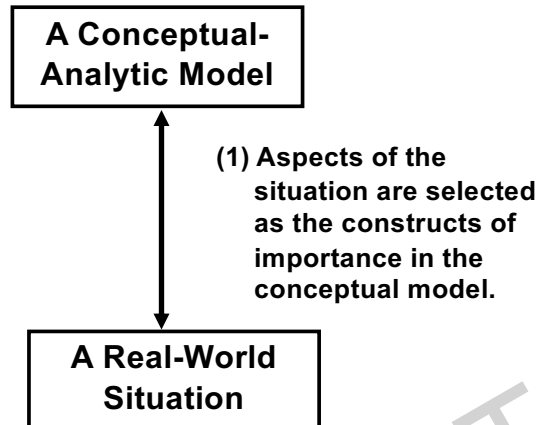 A Conceptual-
Analytic Model
(1) Aspects of the
situation are selected
as the constructs of
importance in the
conceptual model.
A Real-World
Situation